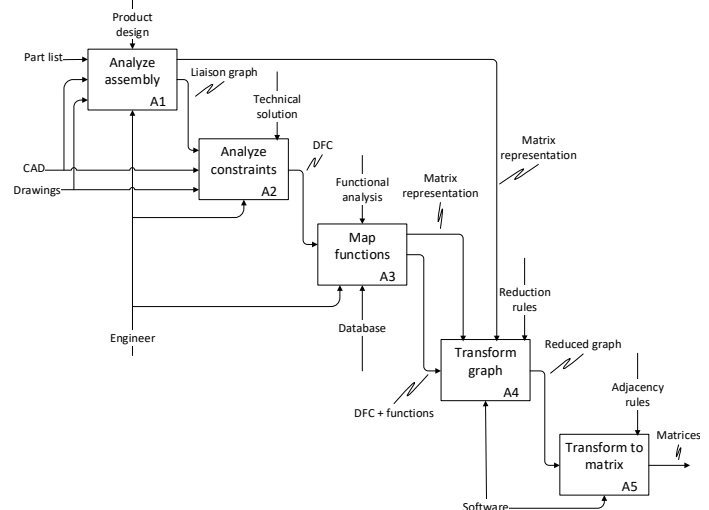 Product
design
Part list
Analyze
assembly
A1
Liaison graph
Technical
solution
CAD
Drawings
Analyze
constraints
A2
DFC
Matrix
representation
Functional
analysis
Matrix
representation
Map
functions
A3
Reduction
rules
Database
Engineer
Transform
graph
A4
Reduced graph
DFC + functions
Adjacency
rules
Matrices
Transform to
matrix
A5
Software